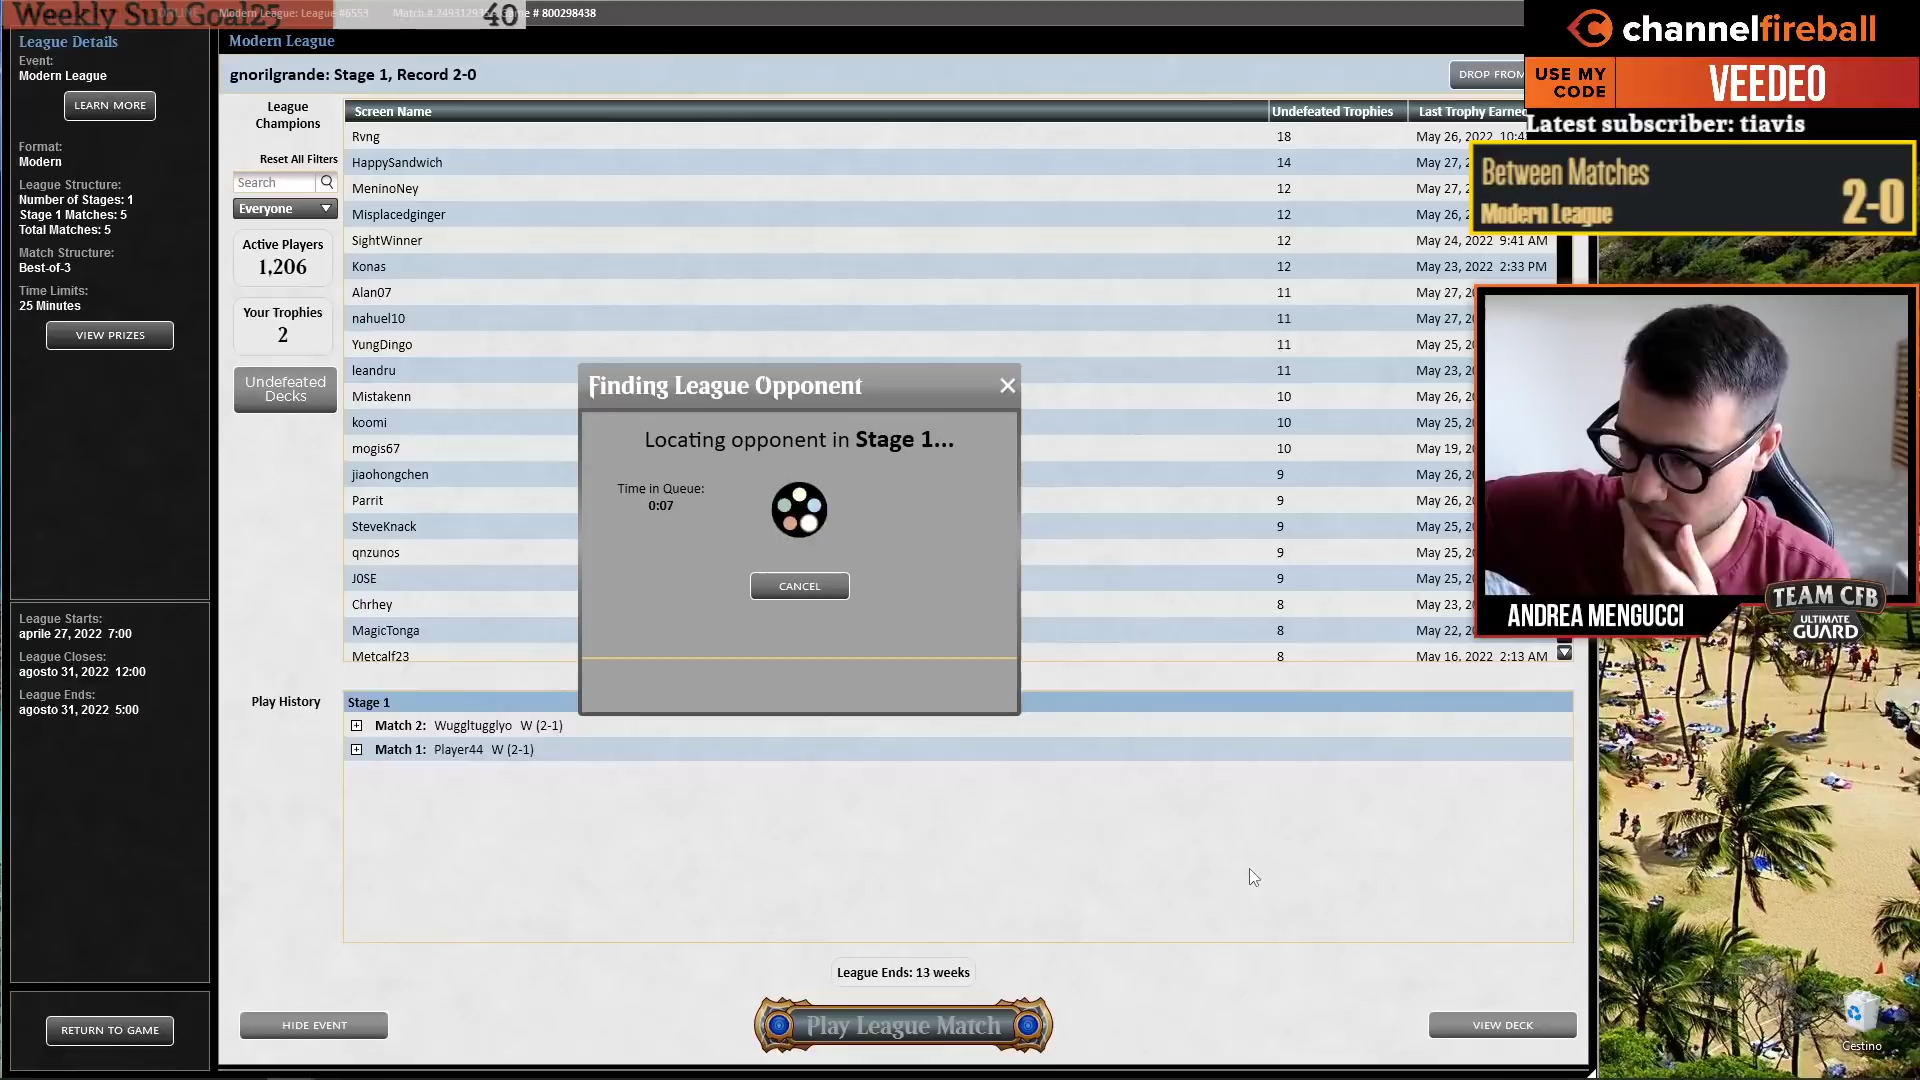 Weekly Sub Goal25 40
Modern League: League #6553
Game # 800298438
League Details
Event:
Modern League
LEARN MORE
Format:
Modern
League Structure:
Number of Stages: 1
Stage 1 Matches: 5
Total Matches: 5
Match Structure:
Best-of-3
Time Limits:
25 Minutes
VIEW PRIZES
League Starts:
aprile 27, 2022 7:00
League Closes:
agosto 31, 2022 12:00
League Ends:
agosto 31, 2022 5:00
RETURN TO GAME
Modern League
gnorilgrande: Stage 1, Record 2-0
DROP FROM
League
Champions
Reset All Filters
Search
Everyone
Active Players
1,206
Your Trophies
2
Undefeated
Decks
Screen Name Undefeated Trophies Last Trophy Earned
Rvng 18 May 26, 2022 10:4
HappySandwich 14 May 27,
MeninoNey 12 May 27,
Misplacedginger 12 May 26,
SightWinner 12 May 24, 2022 9:41 AM
Konas 12 May 23, 2022 2:33 PM
Alan07 11 May 27, 2
nahuel10 11 May 27, 2
YungDingo 11 May 25, 2
leandru 11 May 23, 2
Mistakenn 10 May 26, 2
koomi 10 May 25, 2
mogis67 10 May 19, 2
jiaohongchen 9 May 26, 2
Parrit 9 May 26, 2
SteveKnack 9 May 25, 2
qnzunos 9 May 25, 2
J0SE 9 May 25, 2
Chrhey 8 May 23, 2
MagicTonga 8 May 22, 2
Metcalf23 8 May 16, 2022 2:13 AM
Finding League Opponent
Locating opponent in Stage 1...
Time in Queue:
0:07
CANCEL
Play History
Stage 1
Match 2: Wuggltugglyo W (2-1)
Match 1: Player44 W (2-1)
League Ends: 13 weeks
HIDE EVENT
Play League Match
VIEW DECK
channelfireball
USE MY
CODE
VEEDEO
Latest subscriber: tiavis
Between Matches
Modern League
2-0
ANDREA MENGUCCI
TEAM CFB
ULTIMATE
GUARD
Cestino